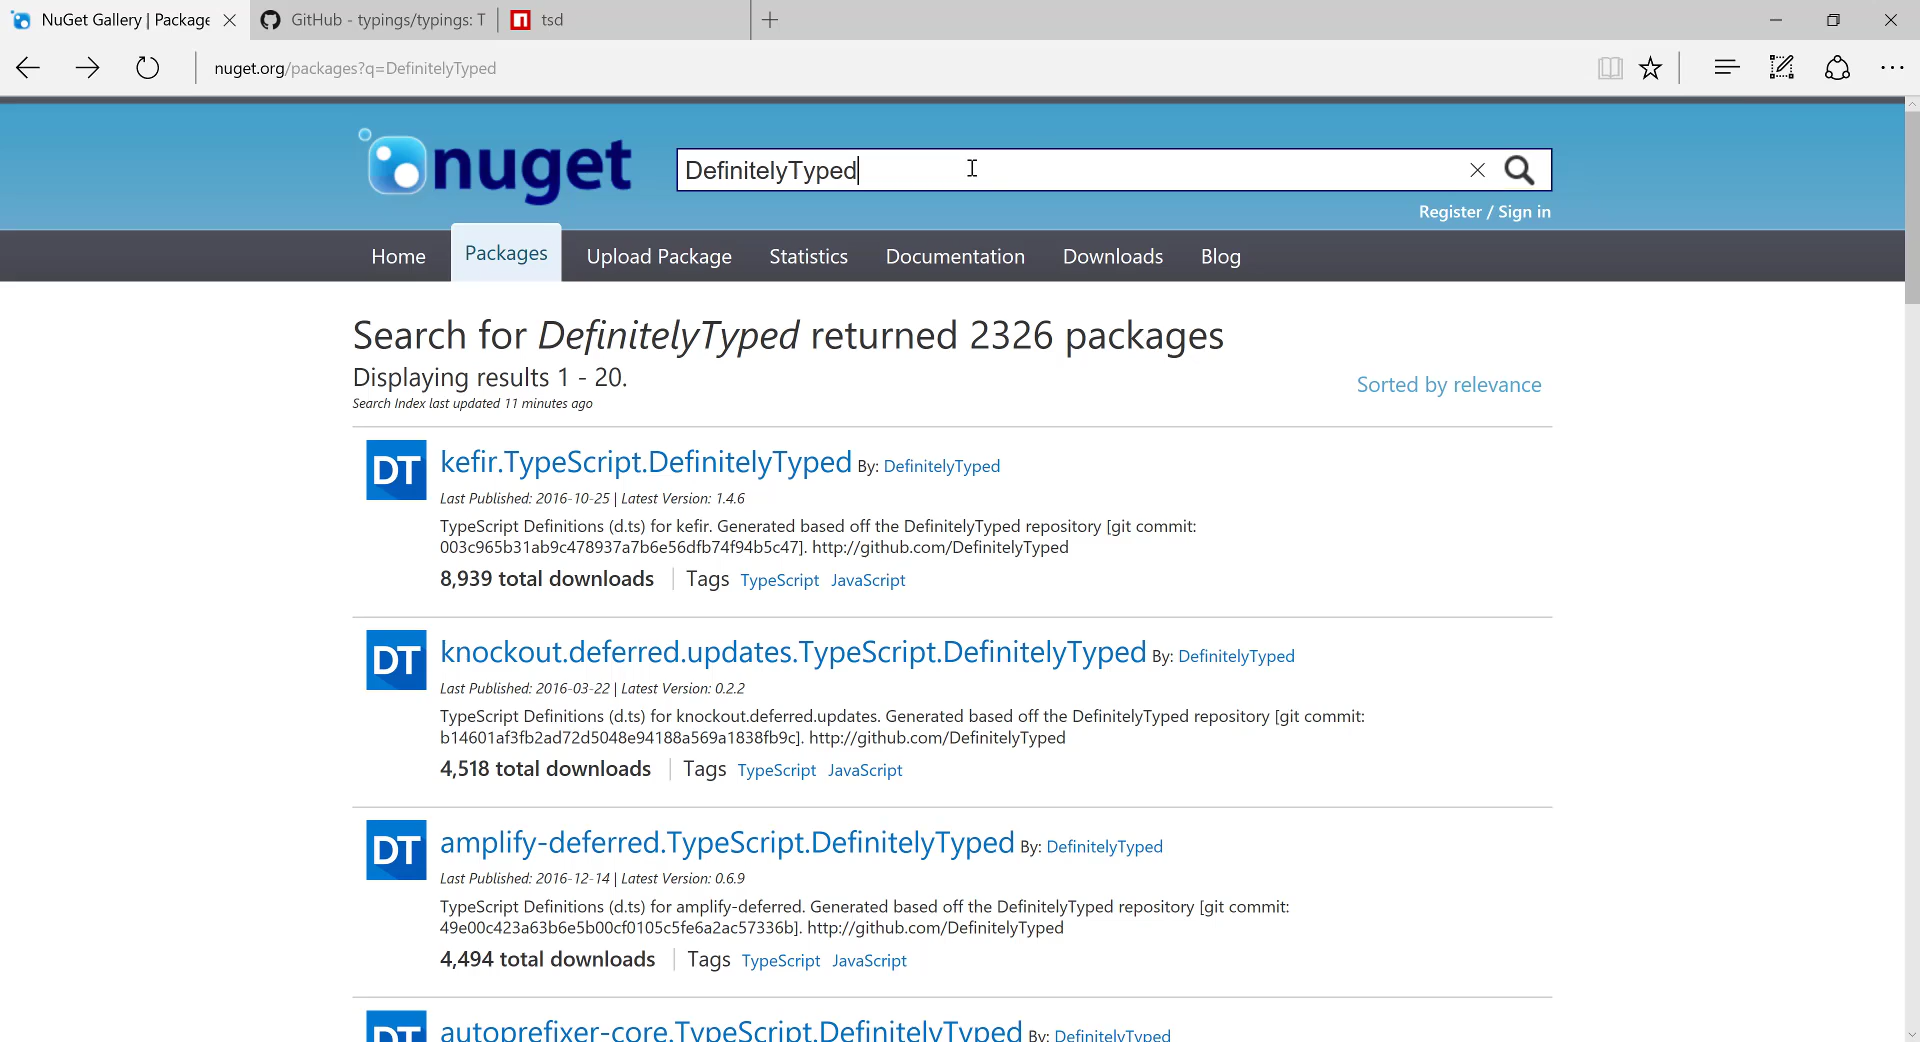 NuGet Gallery | Package
GitHub - typings/typings: T
tsd
nuget.org/packages?q=DefinitelyTyped
nuget
DefinitelyTyped
Register / Sign in
Home Packages Upload Package Statistics Documentation Downloads Blog
Search for DefinitelyTyped returned 2326 packages
Displaying results 1 - 20.
Sorted by relevance
Search Index last updated 11 minutes ago
DT
kefir.TypeScript.DefinitelyTyped By: DefinitelyTyped
Last Published: 2016-10-25 | Latest Version: 1.4.6
TypeScript Definitions (d.ts) for kefir. Generated based off the DefinitelyTyped repository [git commit:
003c965b31ab9c478937a7b6e56dfb74f94b5c47]. http://github.com/DefinitelyTyped
8,939 total downloads | Tags TypeScript JavaScript
DT
knockout.deferred.updates.TypeScript.DefinitelyTyped By: DefinitelyTyped
Last Published: 2016-03-22 | Latest Version: 0.2.2
TypeScript Definitions (d.ts) for knockout.deferred.updates. Generated based off the DefinitelyTyped repository [git commit:
b14601af3fb2ad72d5048e94188a569a1838fb9c]. http://github.com/DefinitelyTyped
4,518 total downloads | Tags TypeScript JavaScript
DT
amplify-deferred.TypeScript.DefinitelyTyped By: DefinitelyTyped
Last Published: 2016-12-14 | Latest Version: 0.6.9
TypeScript Definitions (d.ts) for amplify-deferred. Generated based off the DefinitelyTyped repository [git commit:
49e00c423a63b6e5b00cf0105c5fe6a2ac57336b]. http://github.com/DefinitelyTyped
4,494 total downloads | Tags TypeScript JavaScript
DT
autoprefixer-core.TypeScript.DefinitelyTyped By: DefinitelyTyped